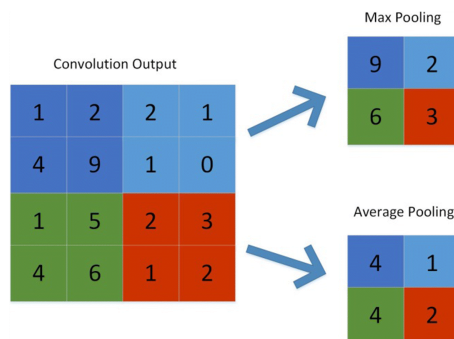 Max Pooling
9 2
6 3
Convolution Output
1 2 2 1
4 9 1 0
1 5 2 3
4 6 1 2
Average Pooling
4 1
4 2